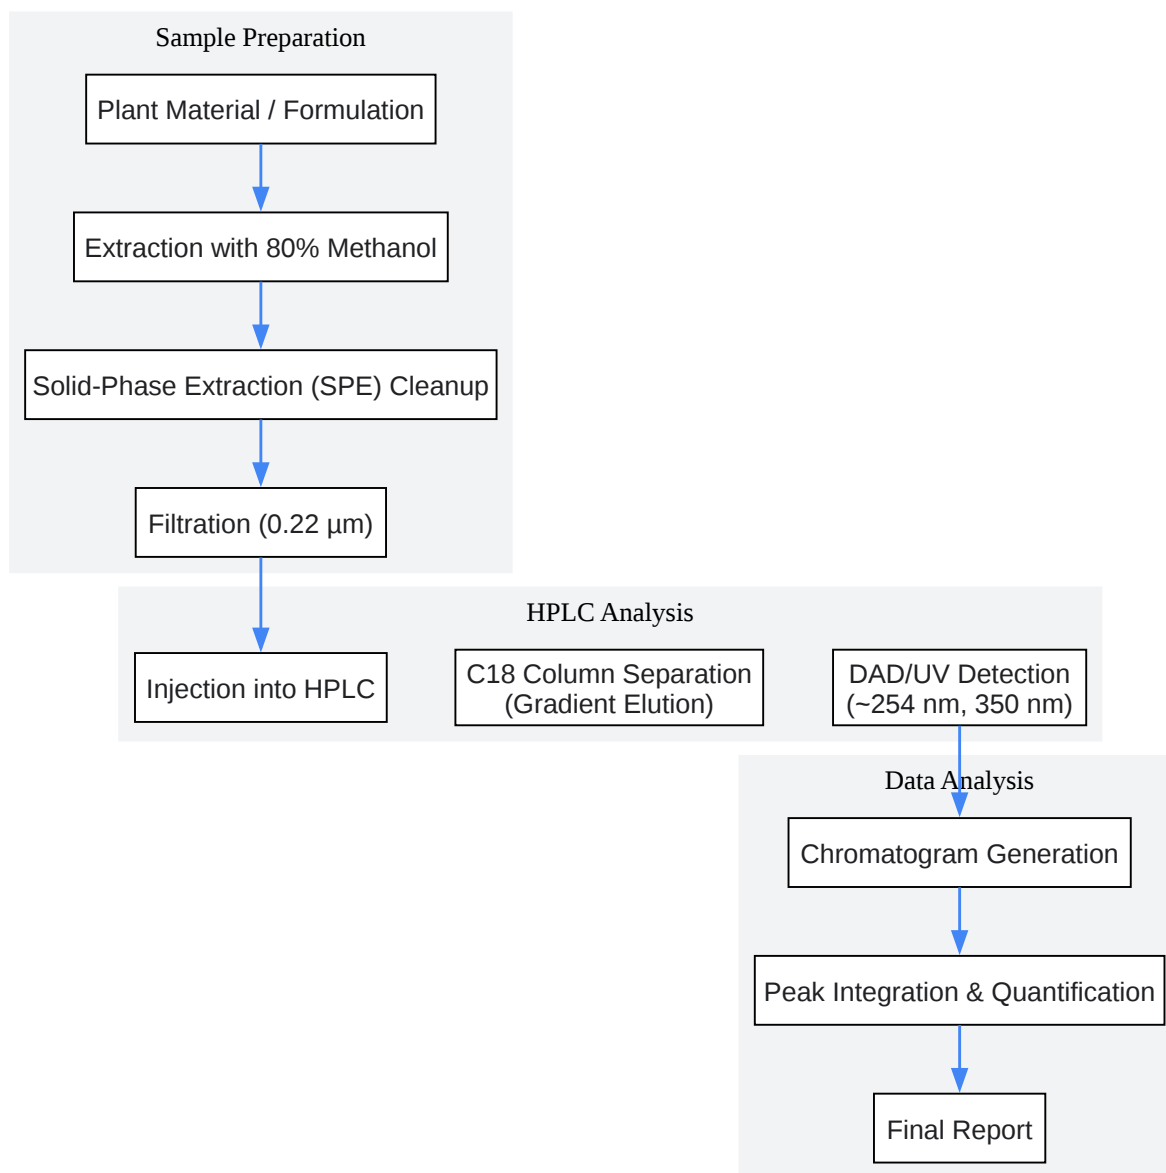 Sample Preparation
Plant Material / Formulation
Extraction with 80% Methanol
Solid-Phase Extraction (SPE) Cleanup
Filtration (0.22 µm)
HPLC Analysis
Injection into HPLC
C18 Column Separation
(Gradient Elution)
DAD/UV Detection
(~254 nm, 350 nm)
Data Analysis
Chromatogram Generation
Peak Integration & Quantification
Final Report